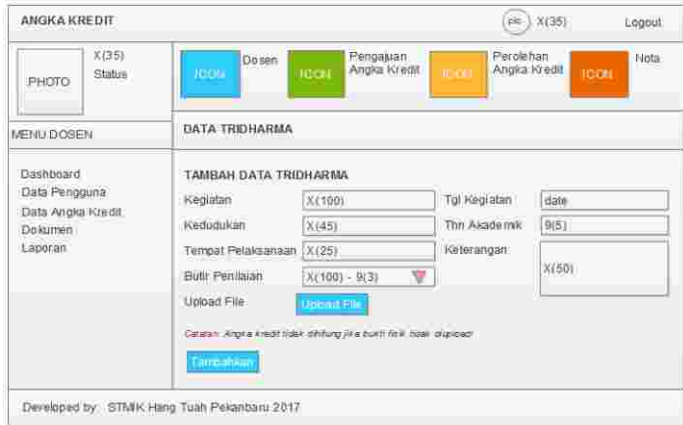 ANGKA KREDIT
pic X(35) Logout
PHOTO
X(35)
Status
ICON Dosen
ICON Pengajuan
Angka Kredit
ICON Perolehan
Angka Kredit
ICON Nota
MENU DOSEN
Dashboard
Data Pengguna
Data Angka Kredit
Dokumen
Laporan
DATA TRIDHARMA
TAMBAH DATA TRIDHARMA
Kegiatan X(100) Tgl Kegiatan date
Kedudukan X(45) Thn Akademik 9(5)
Tempat Pelaksanaan X(25) Keterangan X(50)
Butir Penilaian X(100) - 9(3)
Upload File Upload File
Catatan: Angka kredit tidak dihitung jika bukti fisik tidak diupload!
Tambahkan
Developed by: STMIK Hang Tuah Pekanbaru 2017